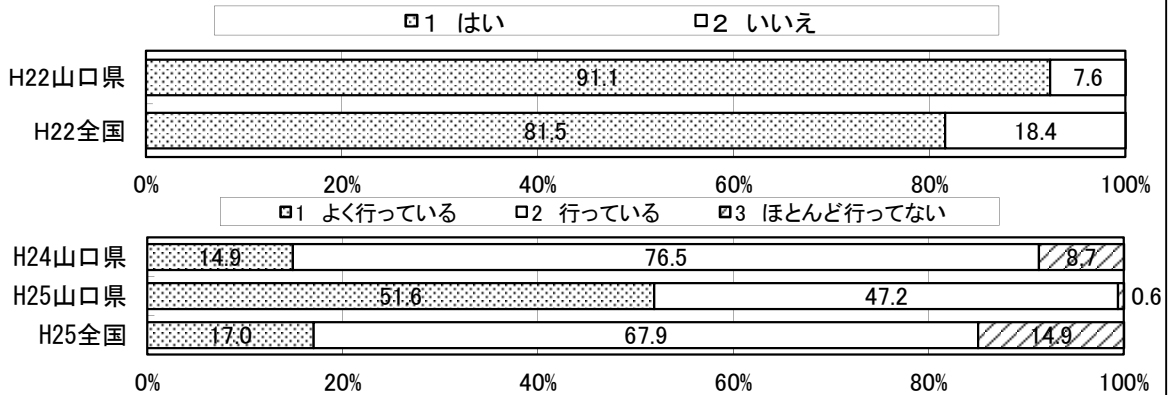 1 はい 2 いいえ
H22山口県 91.1 7.6
H22全国 81.5 18.4
0% 20% 40% 60% 80% 100%
1 よく行っている 2 行っている 3 ほとんど行ってない
H24山口県 14.9 76.5 8.7
H25山口県 51.6 47.2 0.6
H25全国 17.0 67.9 14.9
0% 20% 40% 60% 80% 100%